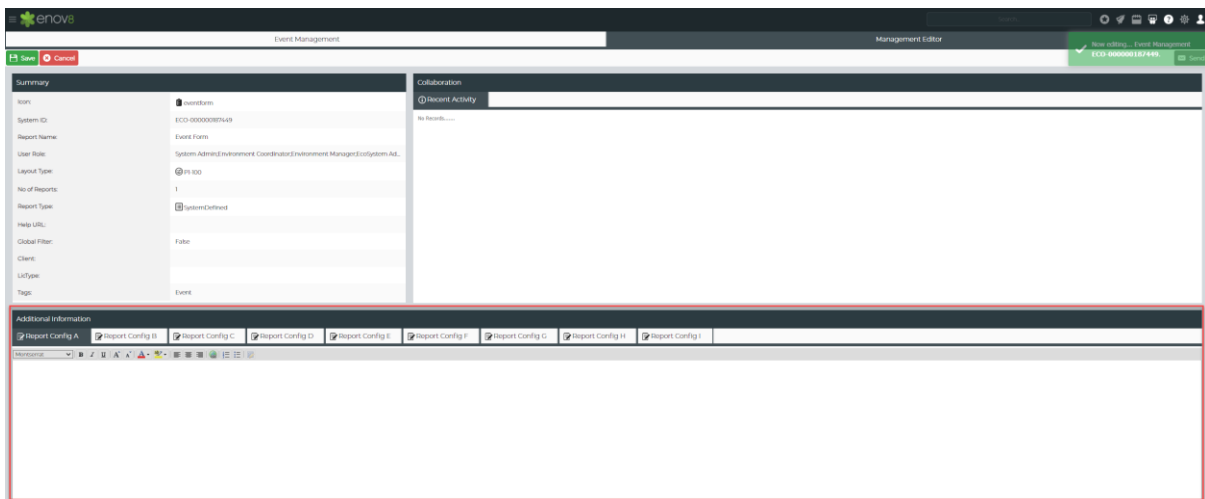 enov8
Search
Event Management
Management Editor
Now editing... Event Management
ECO-000000187449.
Send
Save
Cancel
Summary
Icon:
eventform
System ID:
ECO-000000187449
Report Name:
Event Form
User Role:
System Admin;Environment Coordinator;Environment Manager;EcoSystem Ad...
Layout Type:
PI-100
No of Reports:
1
Report Type:
SystemDefined
Help URL:
Global Filter:
False
Client:
LicType:
Tags:
Event
Collaboration
Recent Activity
No Records.......
Additional Information
Report Config A
Report Config B
Report Config C
Report Config D
Report Config E
Report Config F
Report Config G
Report Config H
Report Config I
Montserrat
B I U